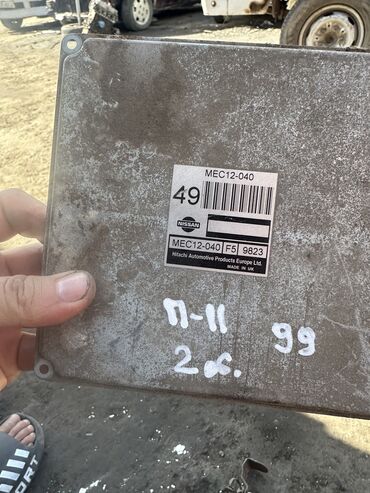 MEC12-040
49
NISSAN
MEC12-040 F5 9823
Hitachi Automotive Products Europe Ltd.
MADE IN UK
П-11 99
2 л.
PORT